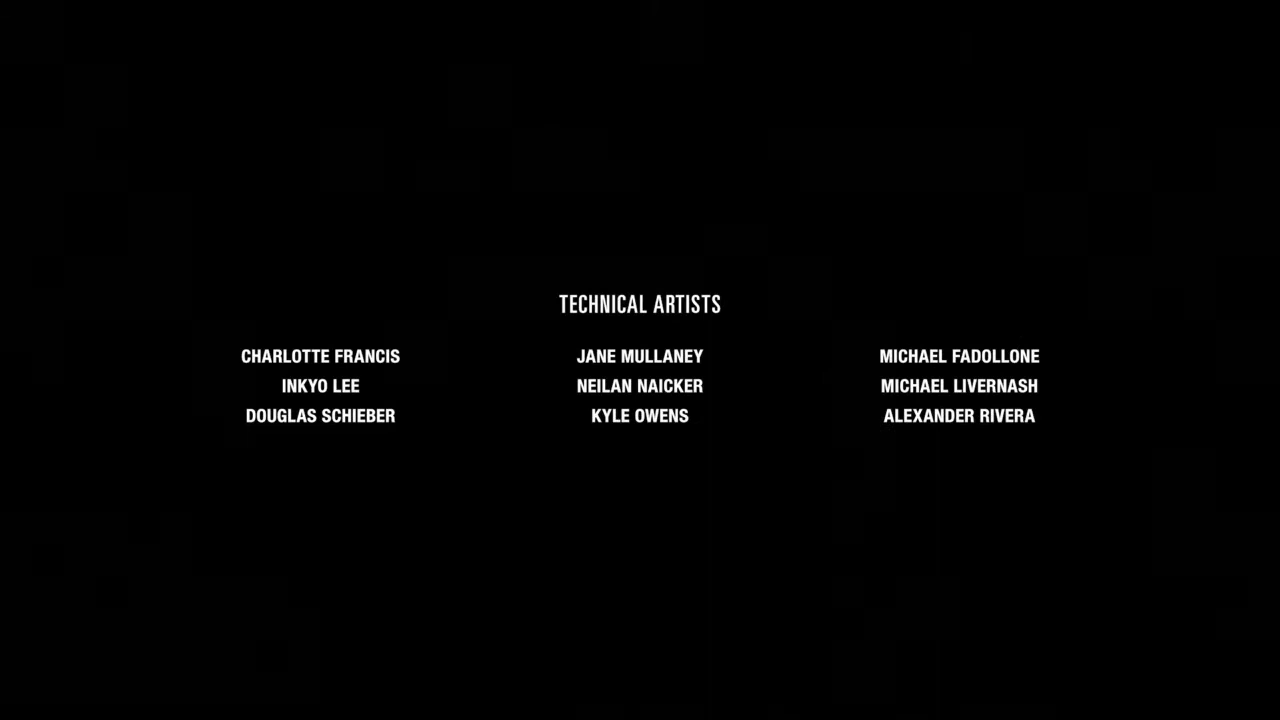 TECHNICAL ARTISTS
CHARLOTTE FRANCIS JANE MULLANEY MICHAEL FADOLLONE
INKYO LEE NEILAN NAICKER MICHAEL LIVERNASH
DOUGLAS SCHIEBER KYLE OWENS ALEXANDER RIVERA